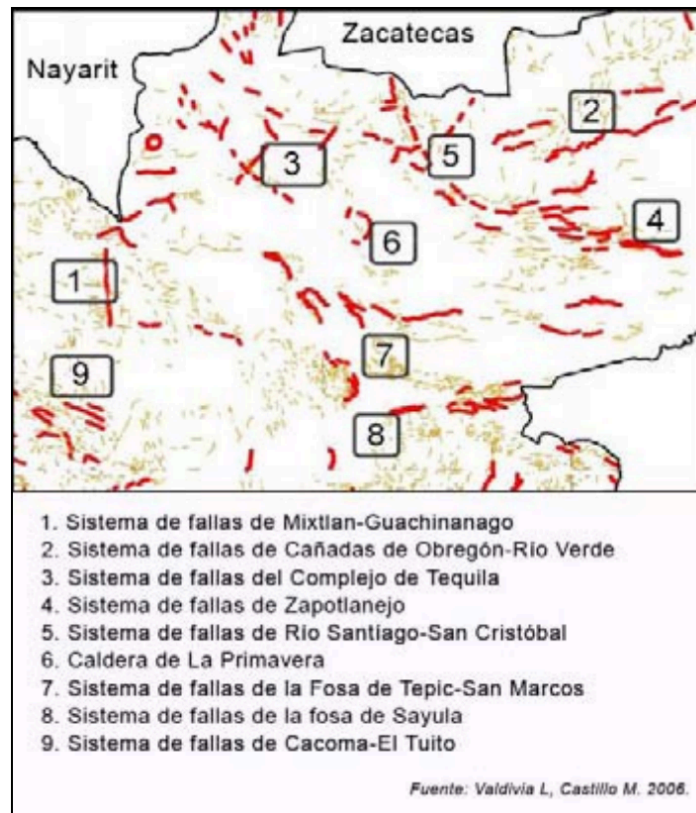 Zacatecas
Nayarit
2
5
3
4
6
1
7
9
8
1. Sistema de fallas de Mixtlan-Guachinanago
2. Sistema de fallas de Cañadas de Obregón-Río Verde
3. Sistema de fallas del Complejo de Tequila
4. Sistema de fallas de Zapotlanejo
5. Sistema de fallas de Río Santiago-San Cristóbal
6. Caldera de La Primavera
7. Sistema de fallas de la Fosa de Tepic-San Marcos
8. Sistema de fallas de la fosa de Sayula
9. Sistema de fallas de Cacoma-El Tuito
Fuente: Valdivia L, Castillo M. 2006.